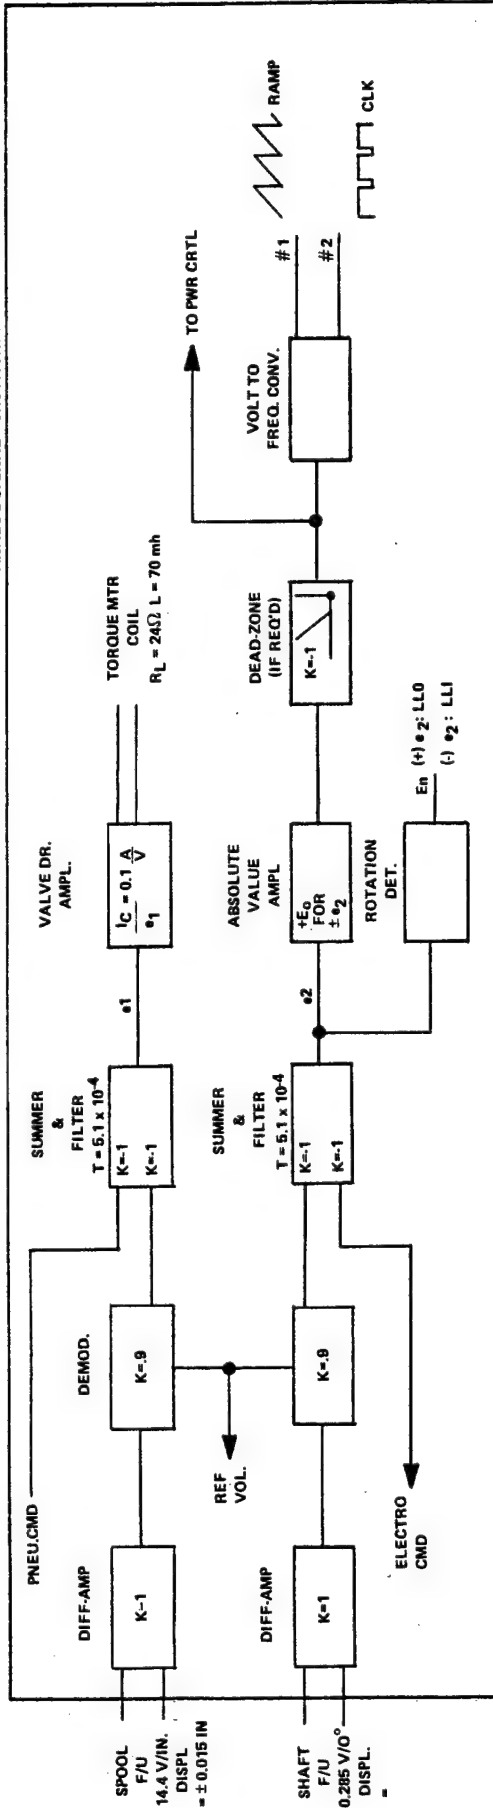 PNEU.CMD
SPOOL
F/U
14.4 V/IN.
DISPL
= ± 0.015 IN
DIFF-AMP
K-1
DEMOD.
K=.9
SUMMER
&
FILTER
T = 5.1 x 10-4
K=-1
K=-1
e1
VALVE DR.
AMPL.
IC = 0.1 A/V
e1
TORQUE MTR
COIL
RL = 24Ω L = 70 mh
REF
VOL.
SHAFT
F/U
0.285 V/O°
DISPL.
=
DIFF-AMP
K=1
K=.9
ELECTRO
CMD
SUMMER
&
FILTER
T = 5.1 x 10-4
K=-1
K=-1
e2
ABSOLUTE
VALUE
AMPL
+Eo
FOR
± e2
ROTATION
DET.
En (+) e2: LLO
(-) e2 : LLI
DEAD-ZONE
(IF REQ'D)
K=-1
TO PWR CRTL
VOLT TO
FREQ. CONV.
#1
#2
RAMP
CLK